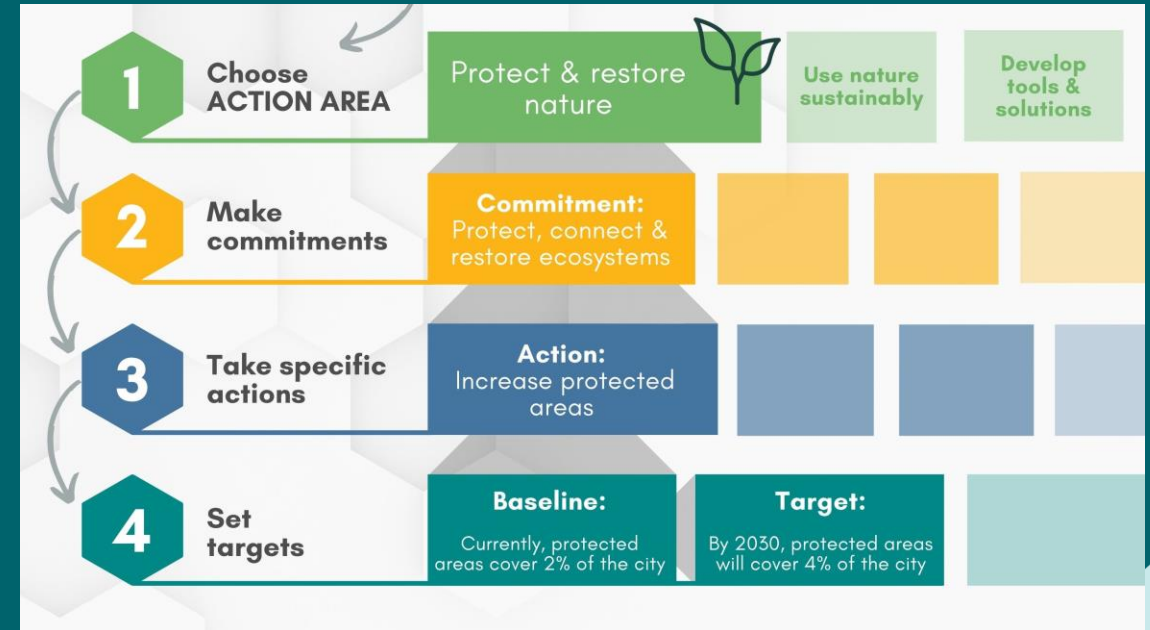 1
Choose
ACTION AREA
Protect & restore
nature
Use nature
sustainably
Develop
tools &
solutions
2
Make
commitments
Commitment:
Protect, connect &
restore ecosystems
3
Take specific
actions
Action:
Increase protected
areas
4
Set
targets
Baseline:
Currently, protected
areas cover 2% of the city
Target:
By 2030, protected areas
will cover 4% of the city